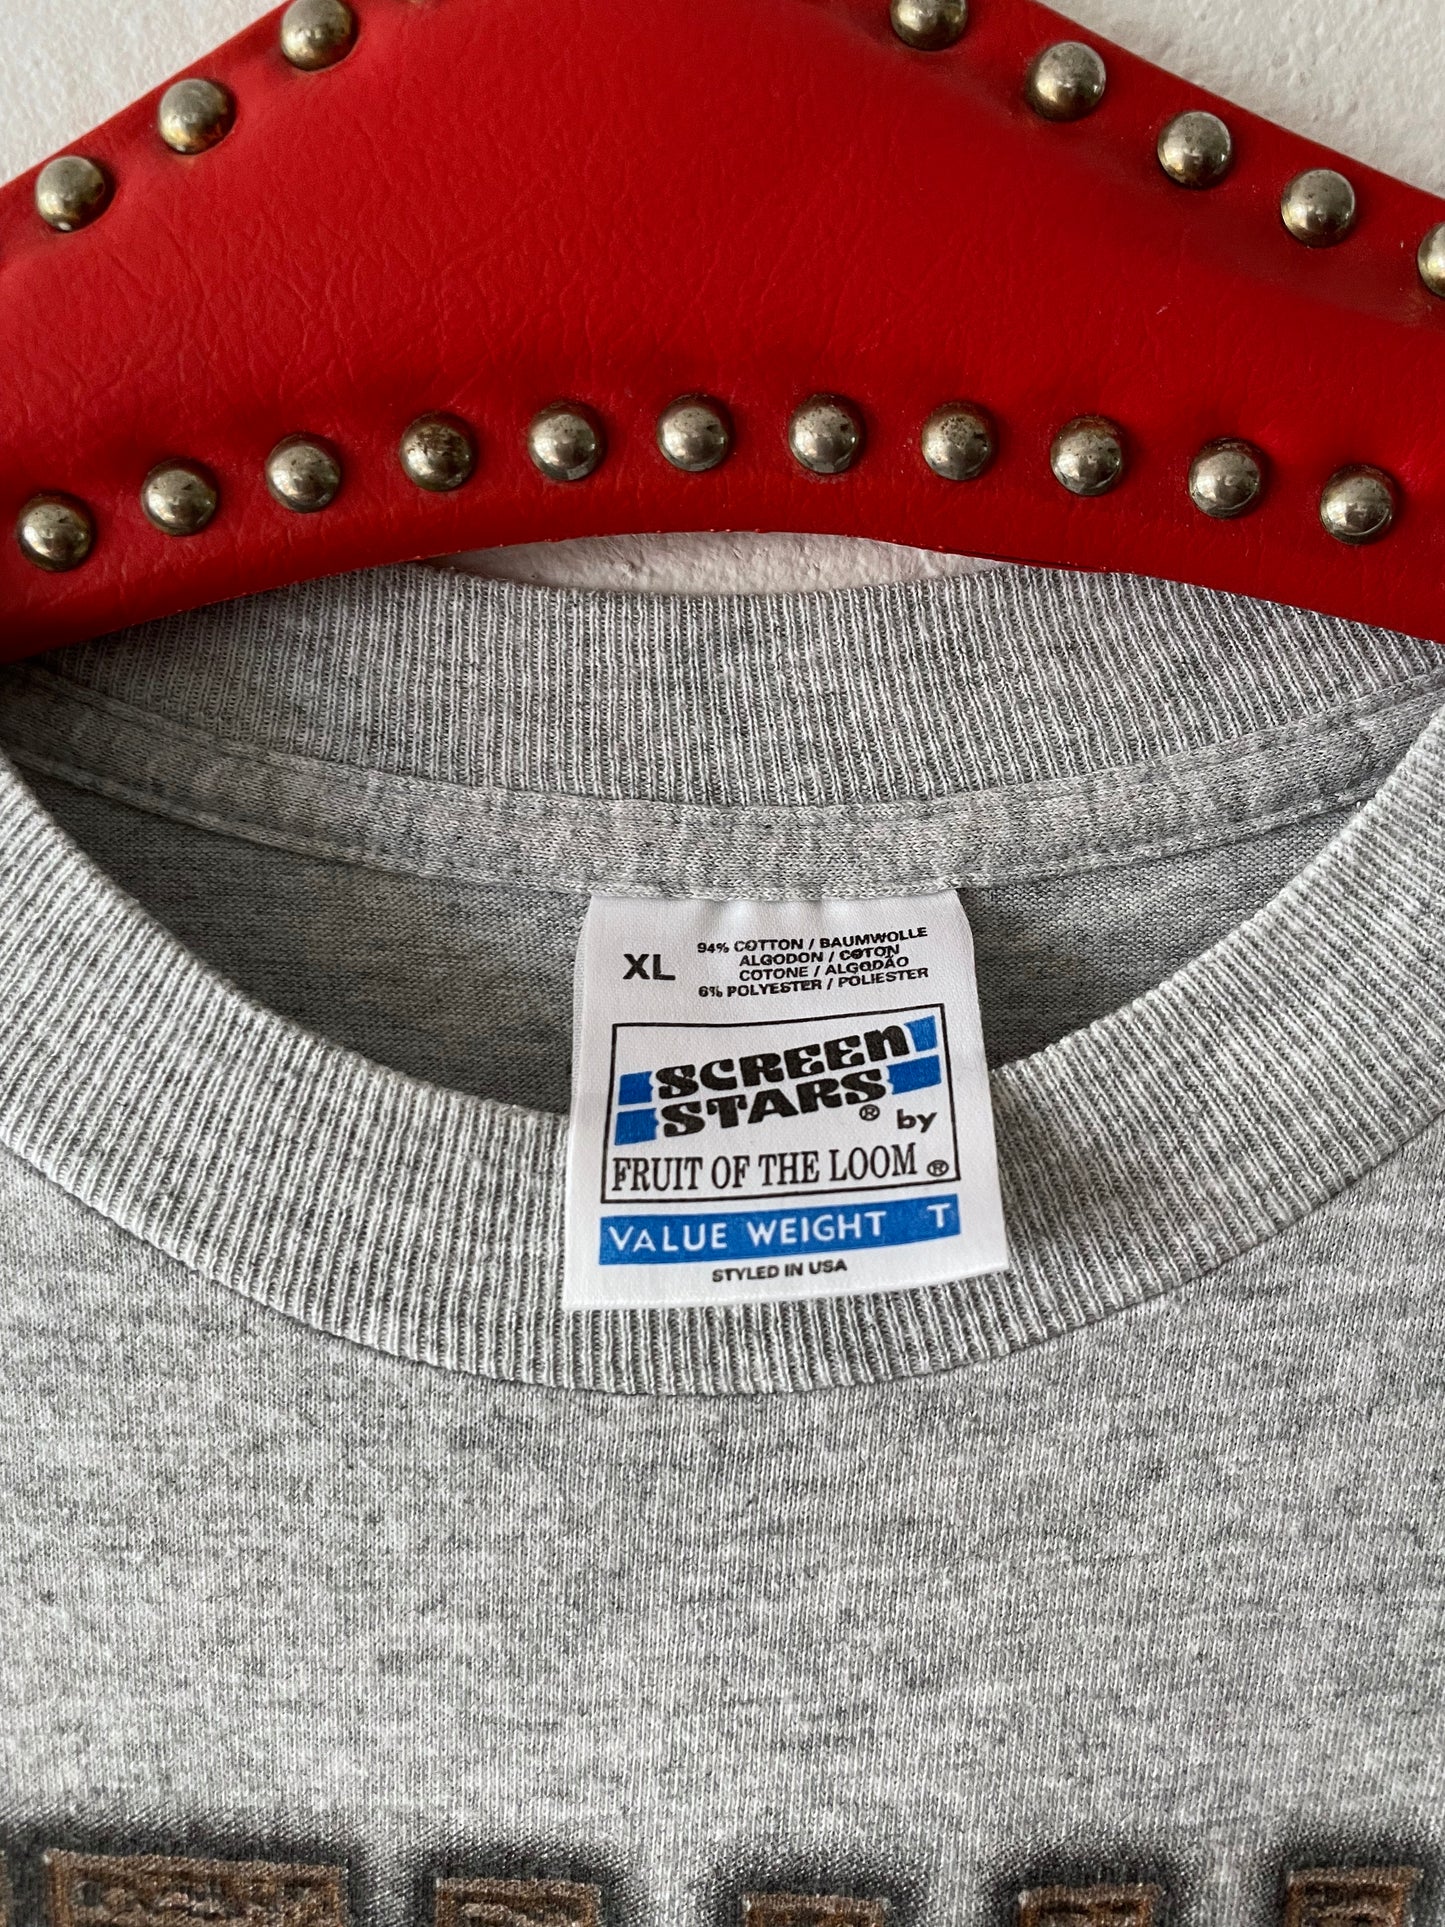 XL
94% COTTON / BAUMWOLLE
ALGODON / COTON
COTONE / ALGODÃO
6% POLYESTER / POLIESTER
SCREEN
STARS® by
FRUIT OF THE LOOM®
VALUE WEIGHT T
STYLED IN USA